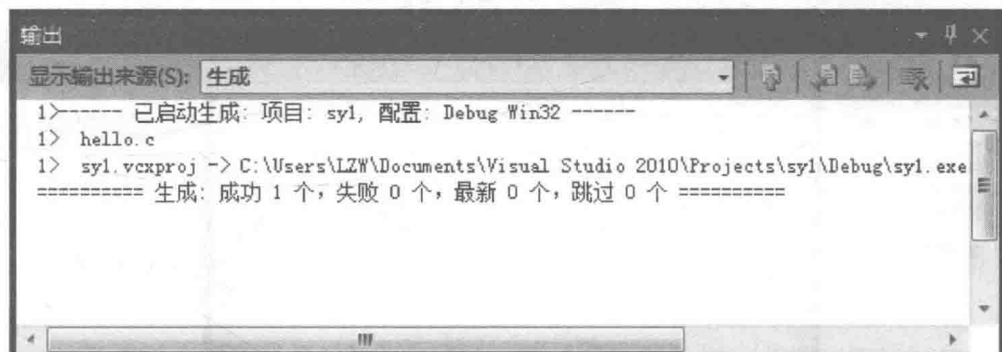 输出
显示输出来源(S): 生成
1>------ 已启动生成: 项目: sy1, 配置: Debug Win32 ------
1> hello.c
1> sy1.vcxproj -> C:\Users\LZW\Documents\Visual Studio 2010\Projects\sy1\Debug\sy1.exe
========== 生成: 成功 1 个，失败 0 个，最新 0 个，跳过 0 个 ==========